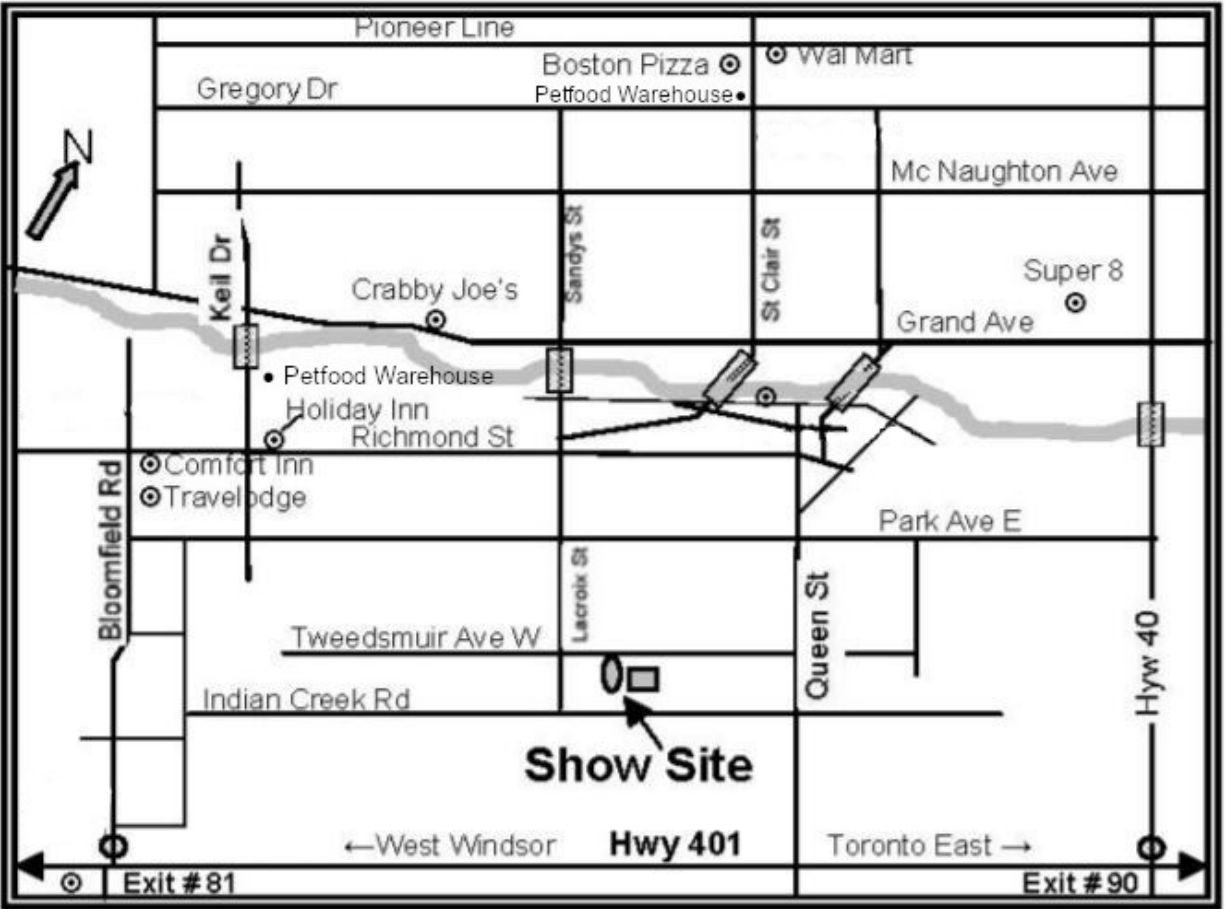 Pioneer Line
Boston Pizza
Wal Mart
Gregory Dr
Petfood Warehouse
N
Mc Naughton Ave
Keil Dr
Sandys St
St Clair St
Crabby Joe's
Super 8
Grand Ave
Petfood Warehouse
Holiday Inn
Richmond St
Comfort Inn
Travelodge
Bloomfield Rd
Park Ave E
Lacroix St
Queen St
Hyw 40
Tweedsmuir Ave W
Indian Creek Rd
Show Site
←West Windsor
Hwy 401
Toronto East →
Exit # 81
Exit # 90